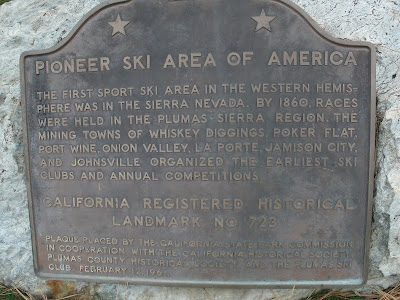 PIONEER SKI AREA OF AMERICA
THE FIRST SPORT SKI AREA IN THE WESTERN HEMIS-
PHERE WAS IN THE SIERRA NEVADA. BY 1860, RACES
WERE HELD IN THE PLUMAS-SIERRA REGION. THE
MINING TOWNS OF WHISKEY DIGGINGS, POKER FLAT,
PORT WINE, ONION VALLEY, LA PORTE, JAMISON CITY,
AND JOHNSVILLE ORGANIZED THE EARLIEST SKI
CLUBS AND ANNUAL COMPETITIONS.
CALIFORNIA REGISTERED HISTORICAL
LANDMARK NO. 723
PLAQUE PLACED BY THE CALIFORNIA STATE PARK COMMISSION
IN COOPERATION WITH THE CALIFORNIA HISTORICAL SOCIETY,
PLUMAS COUNTY HISTORICAL SOCIETY AND THE PLUMAS SKI
CLUB, FEBRUARY